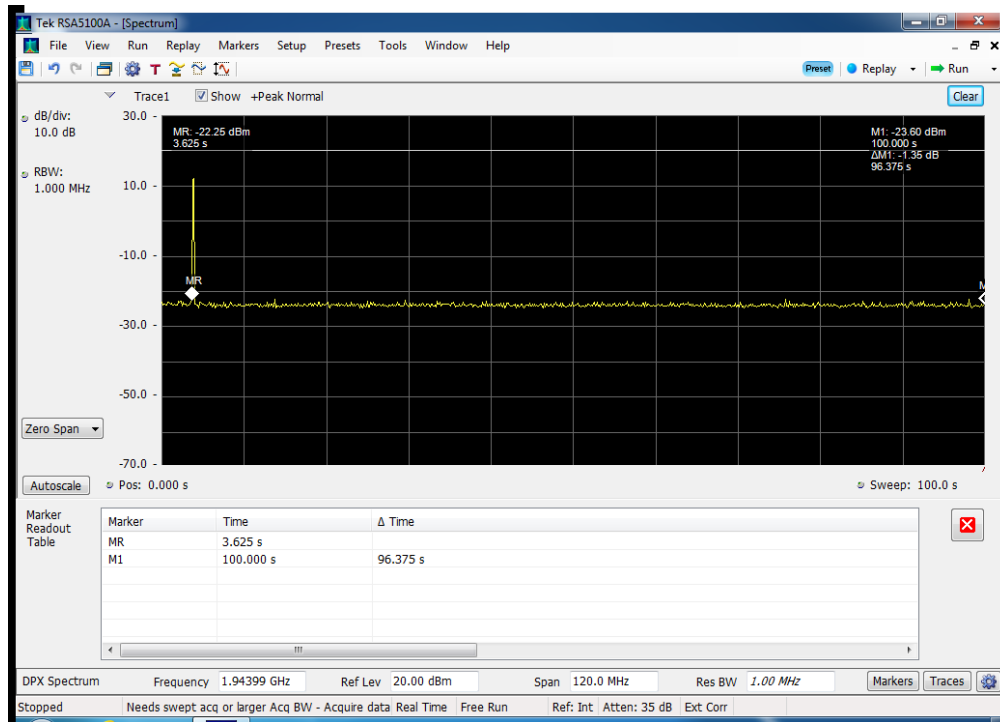 Tek RSA5100A - [Spectrum]
File View Run Replay Markers Setup Presets Tools Window Help
T Preset Replay Run
Trace1 Show +Peak Normal Clear
dB/div:
10.0 dB
RBW:
1.000 MHz
30.0
10.0
-10.0
-30.0
-50.0
-70.0
MR: -22.25 dBm
3.625 s
M1: -23.60 dBm
100.000 s
ΔM1: -1.35 dB
96.375 s
MR
M
Zero Span
Autoscale Pos: 0.000 s Sweep: 100.0 s
Marker
Readout
Table
Marker Time Δ Time
MR 3.625 s
M1 100.000 s 96.375 s
DPX Spectrum Frequency 1.94399 GHz Ref Lev 20.00 dBm Span 120.0 MHz Res BW 1.00 MHz Markers Traces
Stopped Needs swept acq or larger Acq BW - Acquire data Real Time Free Run Ref: Int Atten: 35 dB Ext Corr